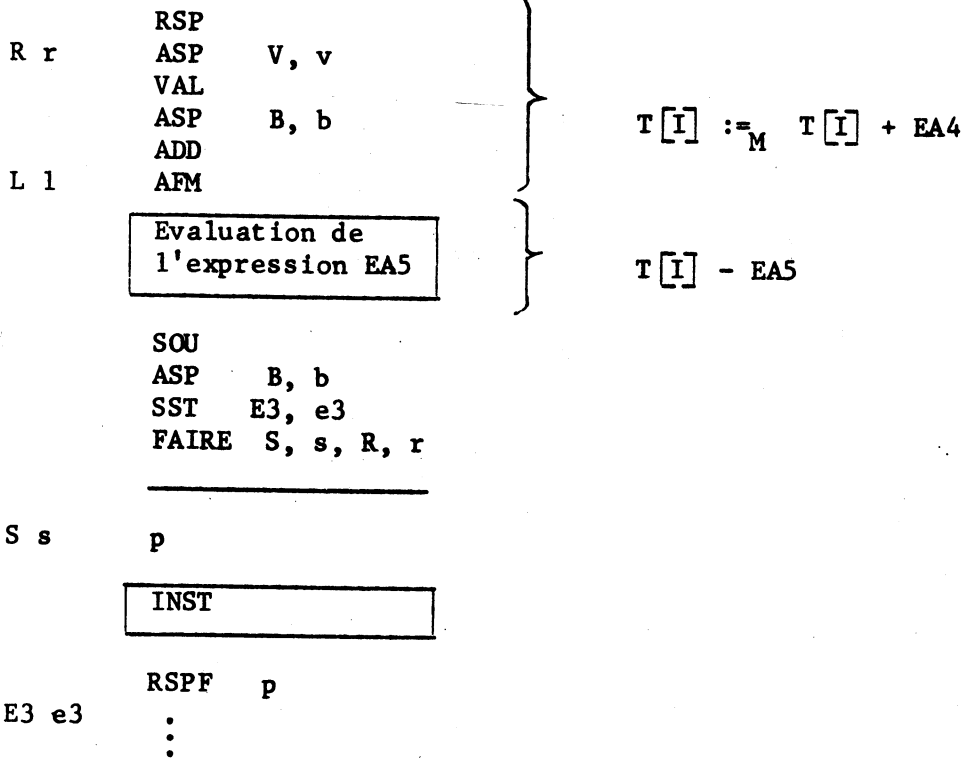 RSP
R r ASP V, v
VAL
ASP B, b
T[I] :=M T[I] + EA4
ADD
L l AFM
Evaluation de
l'expression EA5
T[I] - EA5
SOU
ASP B, b
SST E3, e3
FAIRE S, s, R, r
S s p
INST
RSPF p
E3 e3